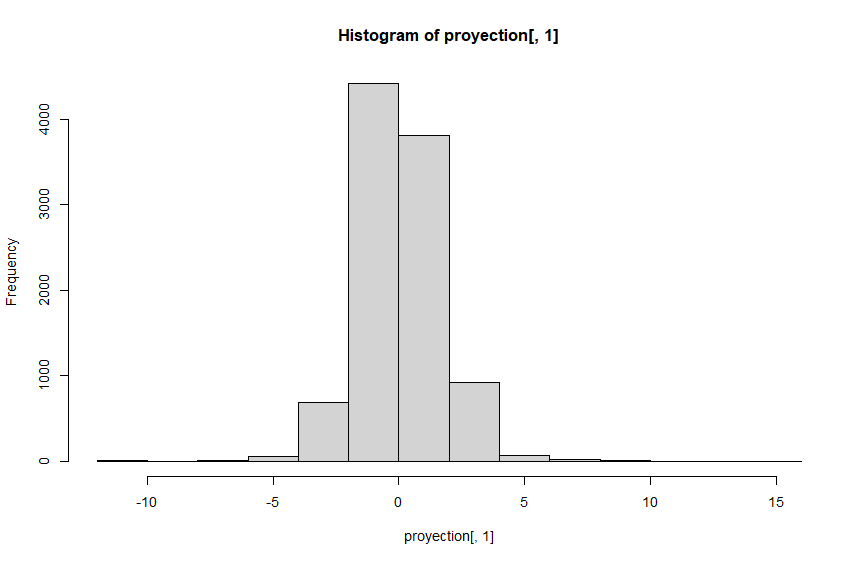 Histogram of proyection[, 1]
Frequency
4000
3000
2000
1000
0
-10 -5 0 5 10 15
proyection[, 1]